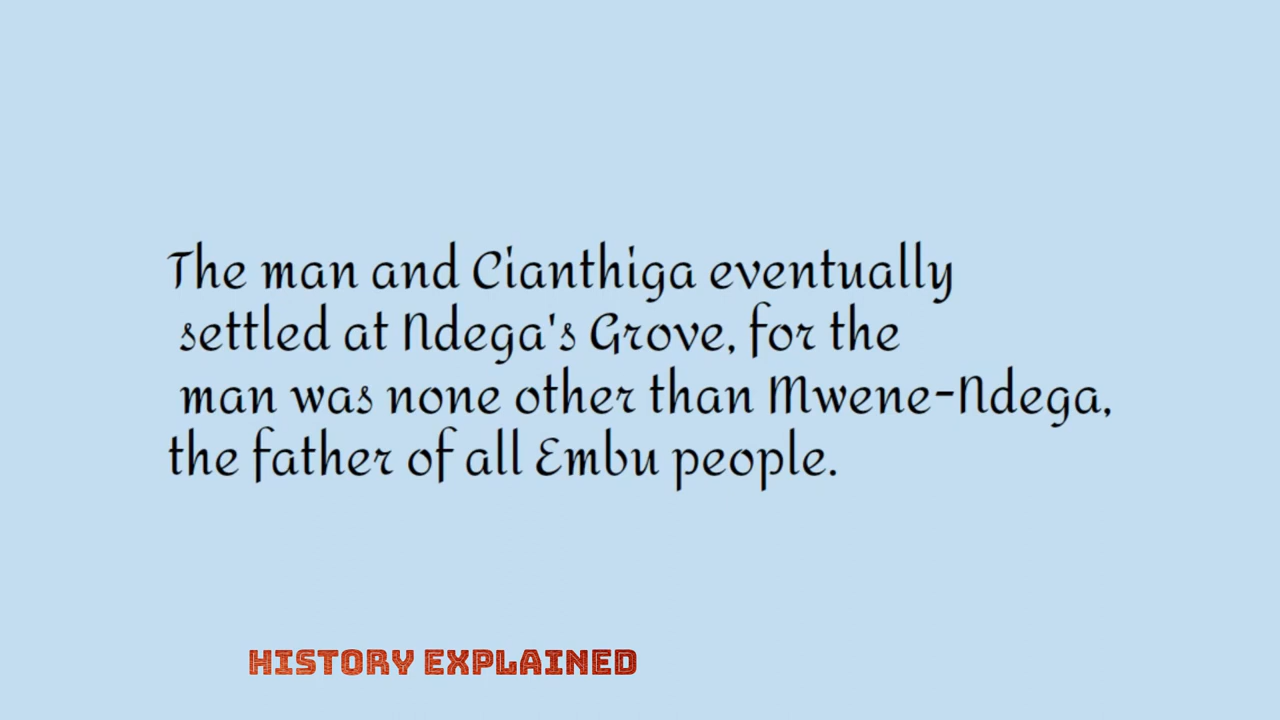 The man and Cianthiga eventually
settled at Ndega's Grove, for the
man was none other than Mwene-Ndega,
the father of all Embu people.
HISTORY EXPLAINED